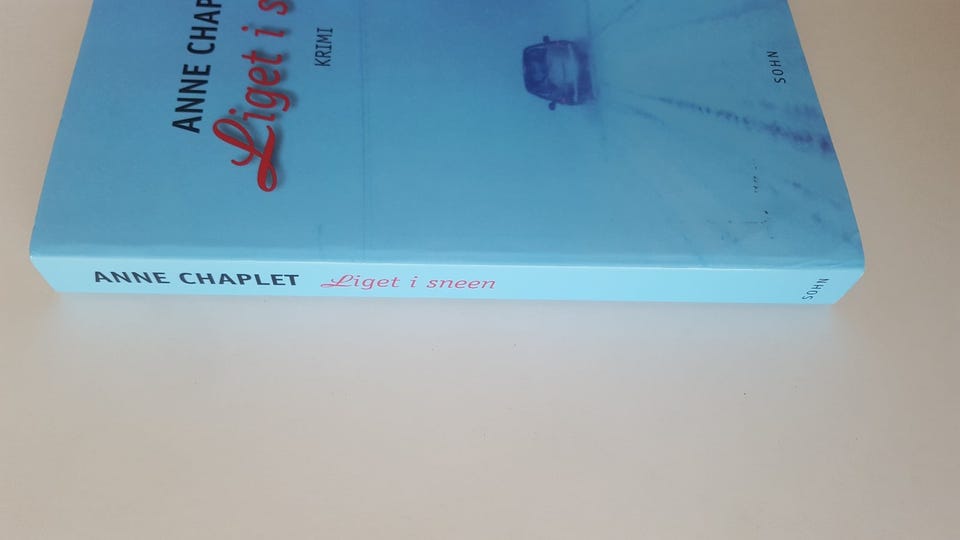 ANNE CHAP
Liget i s
KRIMI
SOHN
ANNE CHAPLET Liget i sneen SOHN